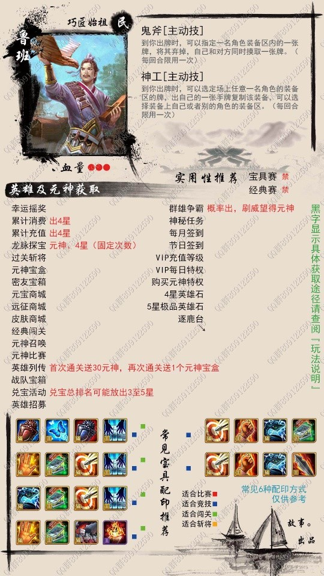 巧匠始祖
民
鲁班
鬼斧[主动技]
到你出牌时，可以指定一名角色装备区内的一张牌，将其弃掉，自己和对方同时摸取一张牌。（每回合限用一次）
神工[主动技]
到你出牌时，可以选定场上任意一名角色的装备区的牌，出自己的一张手牌复制该装备，可以选择装备上自己或者别的角色的装备区。（每回合限用一次）
血量
实用性推荐
宝具赛 禁
经典赛 禁
英雄及元神获取
幸运摇奖
累计消费 出4星
累计充值 出4星
龙脉探宝 元神，4星（固定次数）
过关斩将
元神宝盒
密友宝箱
元宝商城
远征商城
皮肤商城
经典闯关
元神召唤
元神比赛
英雄列传 首次通关送30元神，再次通关送1个元神宝盒
战队宝箱
兑宝活动 兑宝总排名可能放出3至5星
英雄招募
群雄争霸 概率出，刷威望得元神
神秘任务
每月签到
节日签到
VIP充值等级
VIP每日特权
购买元神特权
4星英雄石
5星极品英雄石
逐鹿台
黑字显示具体获取途径请查阅『玩法说明』
常见宝具配印推荐
适合比赛
适合竞技
适合闯关
适合斩将
常见6种配印方式
仅供参考
故事。
出品